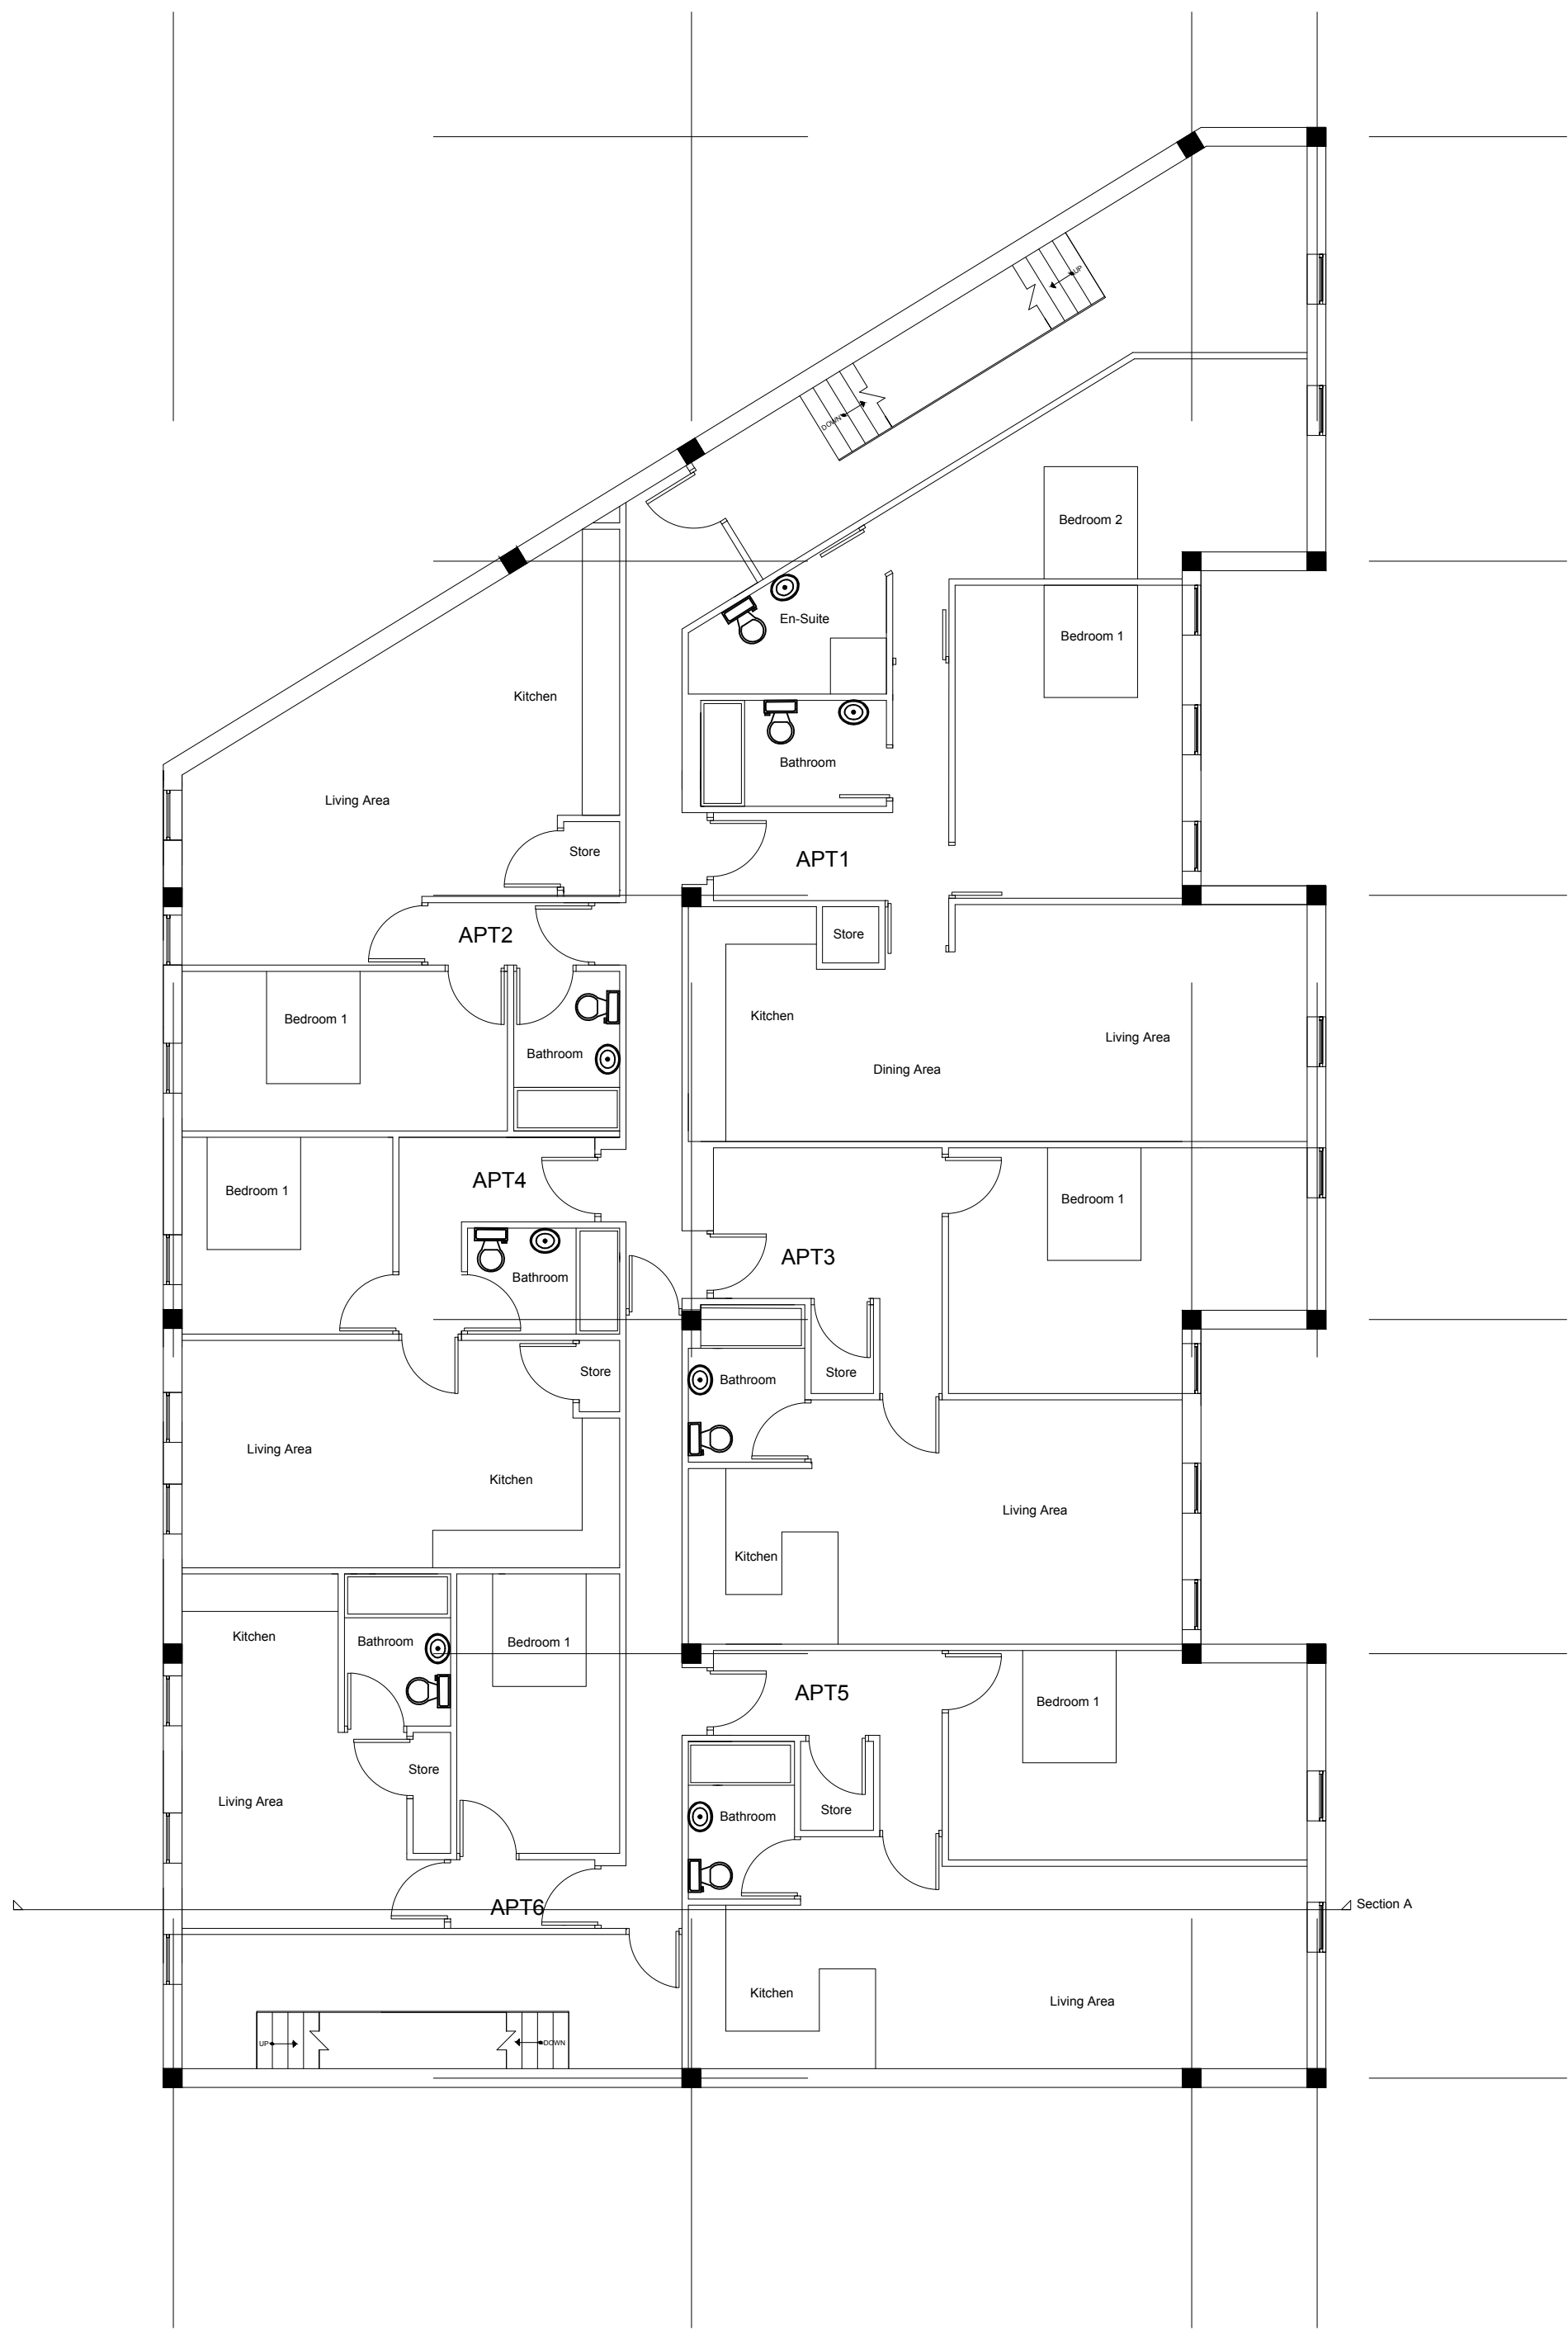 UP
DOWN
Bedroom 2
En-Suite
Bedroom 1
Kitchen
Bathroom
Living Area
Store
APT1
APT2
Store
Kitchen
Bedroom 1
Living Area
Bathroom
Dining Area
APT4
Bedroom 1
Bedroom 1
APT3
Bathroom
Store
Store
Bathroom
Living Area
Kitchen
Living Area
Kitchen
Kitchen
Bathroom
Bedroom 1
APT5
Bedroom 1
Store
Living Area
Store
Bathroom
APT6
Section A
Kitchen
Living Area
UP
DOWN